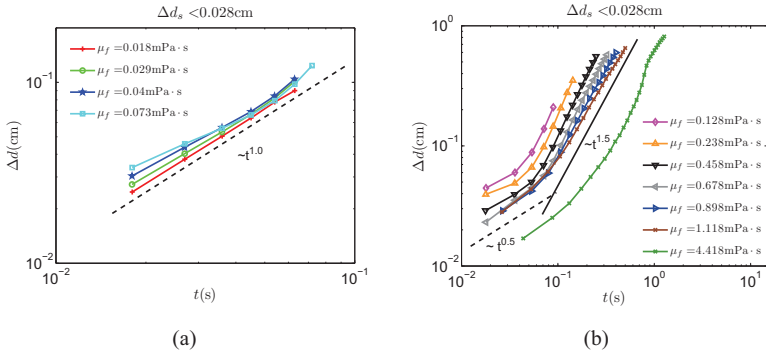 Δd_s <0.028cm
10^{-1}
10^{-2}
Δd(cm)
μ_f =0.018mPa·s
μ_f =0.029mPa·s
μ_f =0.04mPa·s
μ_f =0.073mPa·s
~t^{1.0}
10^{-2}
10^{-1}
t(s)
(a)
Δd_s <0.028cm
10^{0}
10^{-1}
10^{-2}
Δd(cm)
μ_f =0.128mPa·s
μ_f =0.238mPa·s.
μ_f =0.458mPa·s
μ_f =0.678mPa·s
μ_f =0.898mPa·s
μ_f =1.118mPa·s
μ_f =4.418mPa·s
~t^{1.5}
~ t^{0.5}
10^{-2}
10^{-1}
10^{0}
10^{1}
t(s)
(b)